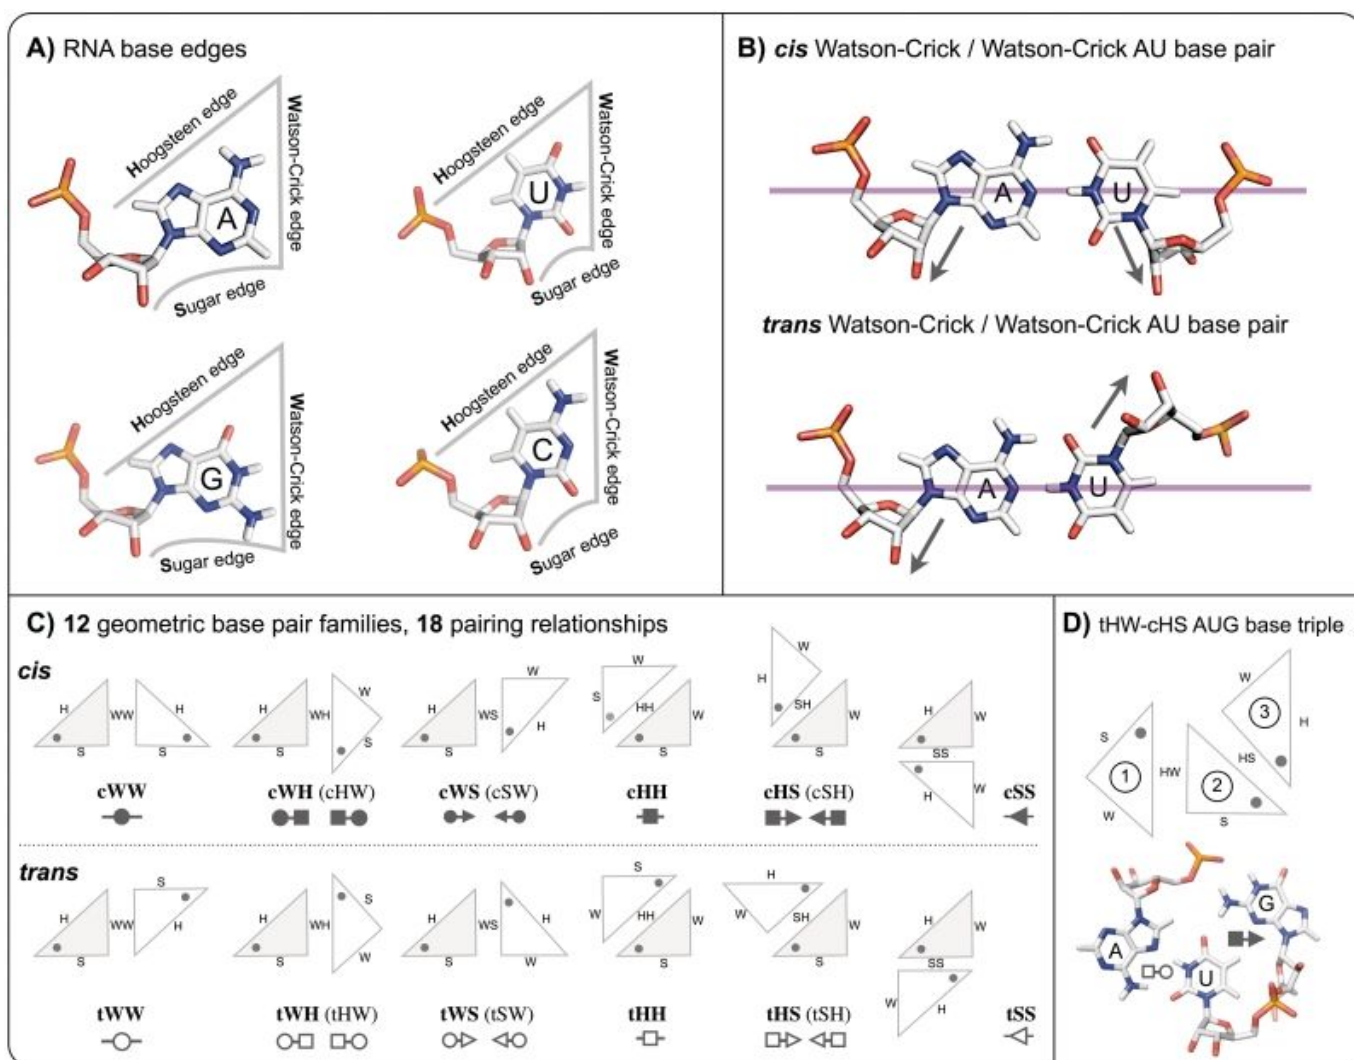 A) RNA base edges
Hoogsteen edge
Watson-Crick edge
A
Sugar edge
Hoogsteen edge
Watson-Crick edge
U
Sugar edge
Hoogsteen edge
Watson-Crick edge
G
Sugar edge
Hoogsteen edge
Watson-Crick edge
C
Sugar edge
B) cis Watson-Crick / Watson-Crick AU base pair
A U
trans Watson-Crick / Watson-Crick AU base pair
A U
C) 12 geometric base pair families, 18 pairing relationships
cis
H WW H
S S
H WH W
S S
H WS W
S H
W S HH W
S
W H SH W
S
H W
SS
H W
cWW
cWH (cHW)
cWS (cSW)
cHH
cHS (cSH)
cSS
trans
H WW S
S H
H WH S
S W
H WS H
S W
S W HH W
S
H W SH W
S
H W
SS
W H
tWW
tWH (tHW)
tWS (tSW)
tHH
tHS (tSH)
tSS
D) tHW-cHS AUG base triple
W
3 H
S
1 HW HS
2
W S
G
A
U